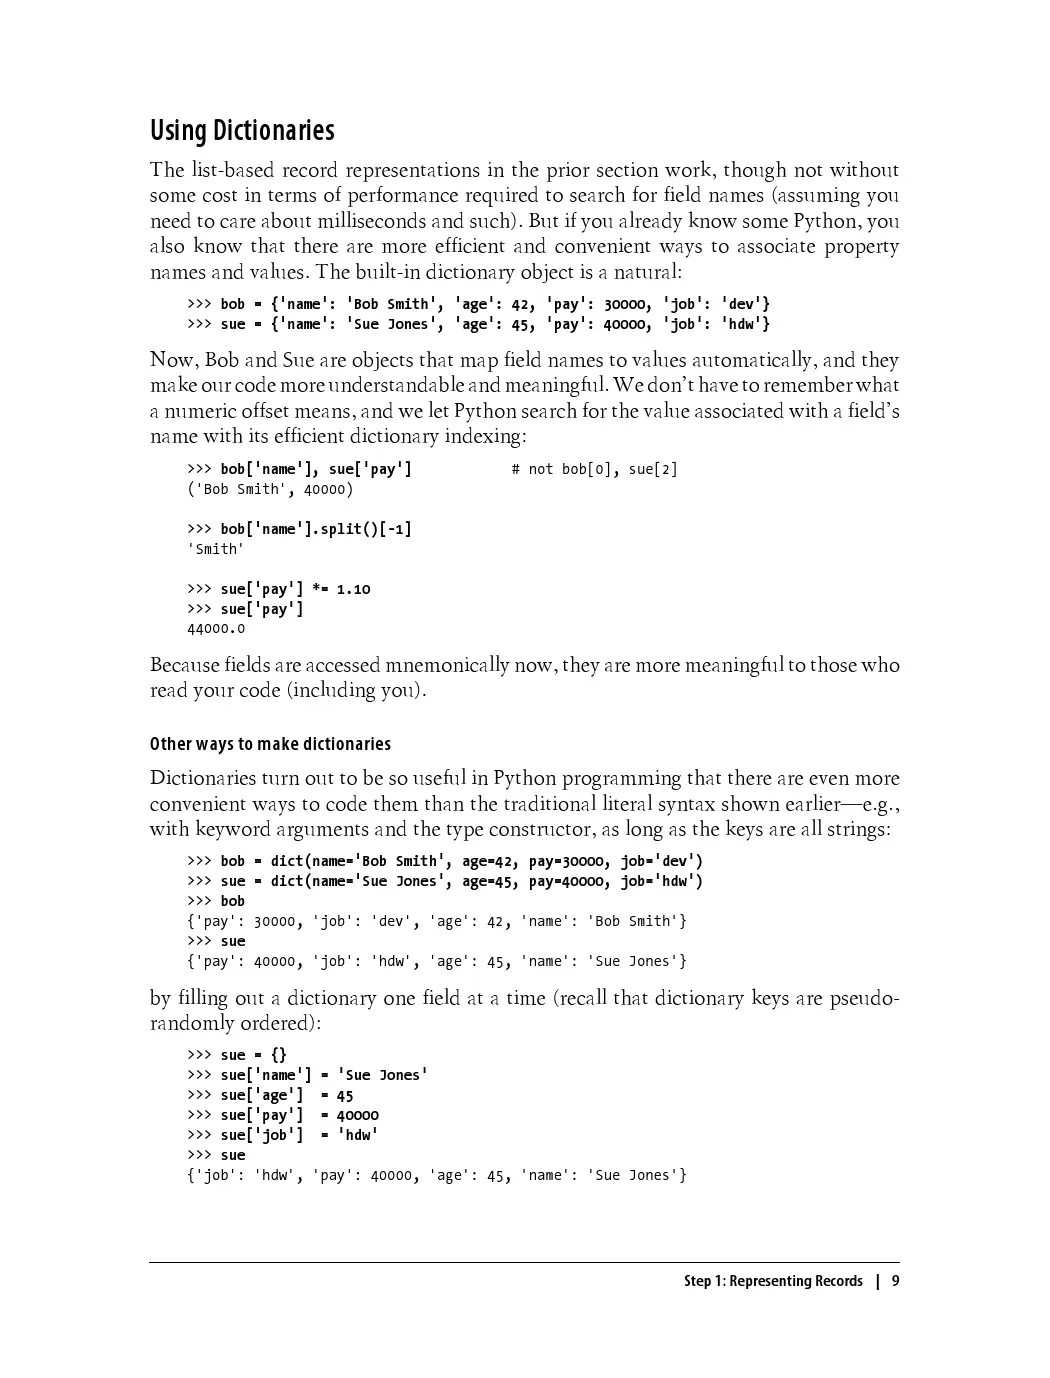 Using Dictionaries
The list-based record representations in the prior section work, though not without
some cost in terms of performance required to search for field names (assuming you
need to care about milliseconds and such). But if you already know some Python, you
also know that there are more efficient and convenient ways to associate property
names and values. The built-in dictionary object is a natural:
>>> bob = {'name': 'Bob Smith', 'age': 42, 'pay': 30000, 'job': 'dev'}
>>> sue = {'name': 'Sue Jones', 'age': 45, 'pay': 40000, 'job': 'hdw'}
Now, Bob and Sue are objects that map field names to values automatically, and they
make our code more understandable and meaningful. We don’t have to remember what
a numeric offset means, and we let Python search for the value associated with a field’s
name with its efficient dictionary indexing:
>>> bob['name'], sue['pay']            # not bob[0], sue[2]
('Bob Smith', 40000)
>>> bob['name'].split()[-1]
'Smith'
>>> sue['pay'] *= 1.10
>>> sue['pay']
44000.0
Because fields are accessed mnemonically now, they are more meaningful to those who
read your code (including you).
Other ways to make dictionaries
Dictionaries turn out to be so useful in Python programming that there are even more
convenient ways to code them than the traditional literal syntax shown earlier—e.g.,
with keyword arguments and the type constructor, as long as the keys are all strings:
>>> bob = dict(name='Bob Smith', age=42, pay=30000, job='dev')
>>> sue = dict(name='Sue Jones', age=45, pay=40000, job='hdw')
>>> bob
{'pay': 30000, 'job': 'dev', 'age': 42, 'name': 'Bob Smith'}
>>> sue
{'pay': 40000, 'job': 'hdw', 'age': 45, 'name': 'Sue Jones'}
by filling out a dictionary one field at a time (recall that dictionary keys are pseudo-
randomly ordered):
>>> sue = {}
>>> sue['name'] = 'Sue Jones'
>>> sue['age']  = 45
>>> sue['pay']  = 40000
>>> sue['job']  = 'hdw'
>>> sue
{'job': 'hdw', 'pay': 40000, 'age': 45, 'name': 'Sue Jones'}
Step 1: Representing Records | 9